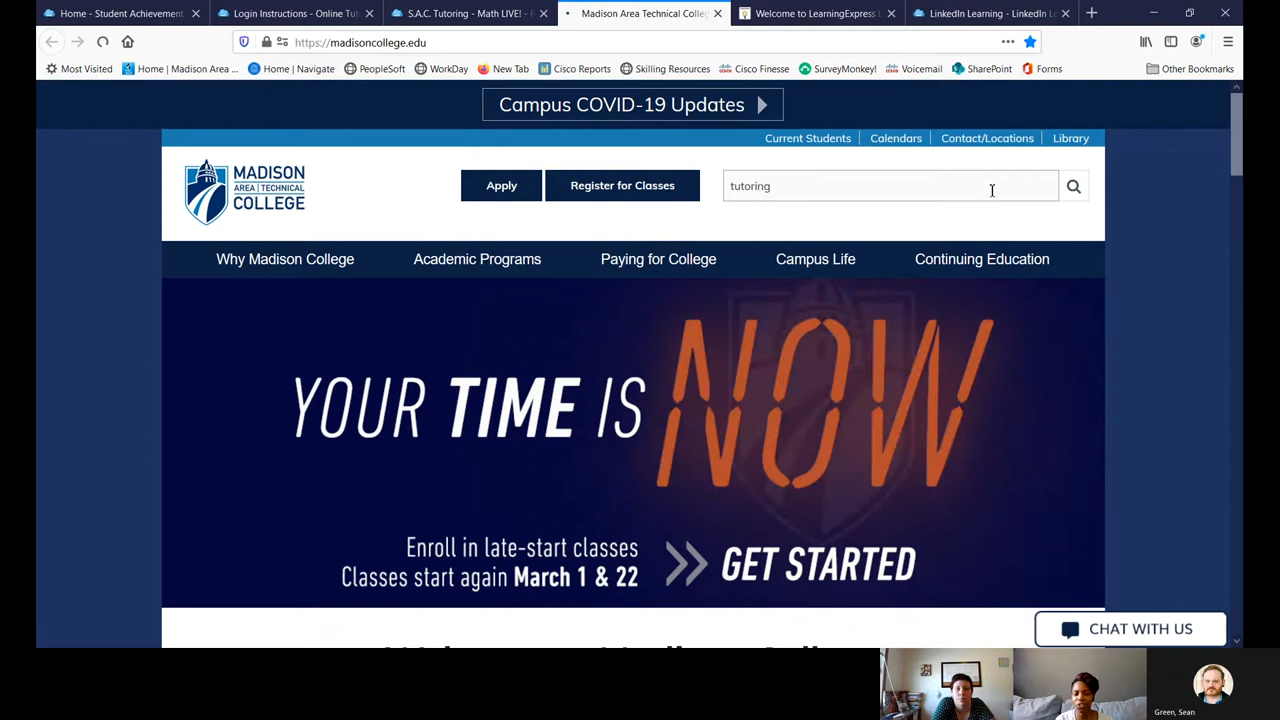 Home - Student Achievement
Login Instructions - Online Tut
S.A.C. Tutoring - Math LIVE! - 
Madison Area Technical Colleg
Welcome to LearningExpress L
LinkedIn Learning - LinkedIn Le
https://madisoncollege.edu
Most Visited
Home | Madison Area ...
Home | Navigate
PeopleSoft
WorkDay
New Tab
Cisco Reports
Skilling Resources
Cisco Finesse
SurveyMonkey!
Voicemail
SharePoint
Forms
Other Bookmarks
Campus COVID-19 Updates
Current Students
Calendars
Contact/Locations
Library
MADISON
AREA | TECHNICAL
COLLEGE
Apply
Register for Classes
tutoring
Why Madison College
Academic Programs
Paying for College
Campus Life
Continuing Education
YOUR TIME IS NOW
Enroll in late-start classes
Classes start again March 1 & 22
GET STARTED
CHAT WITH US
Green, Sean